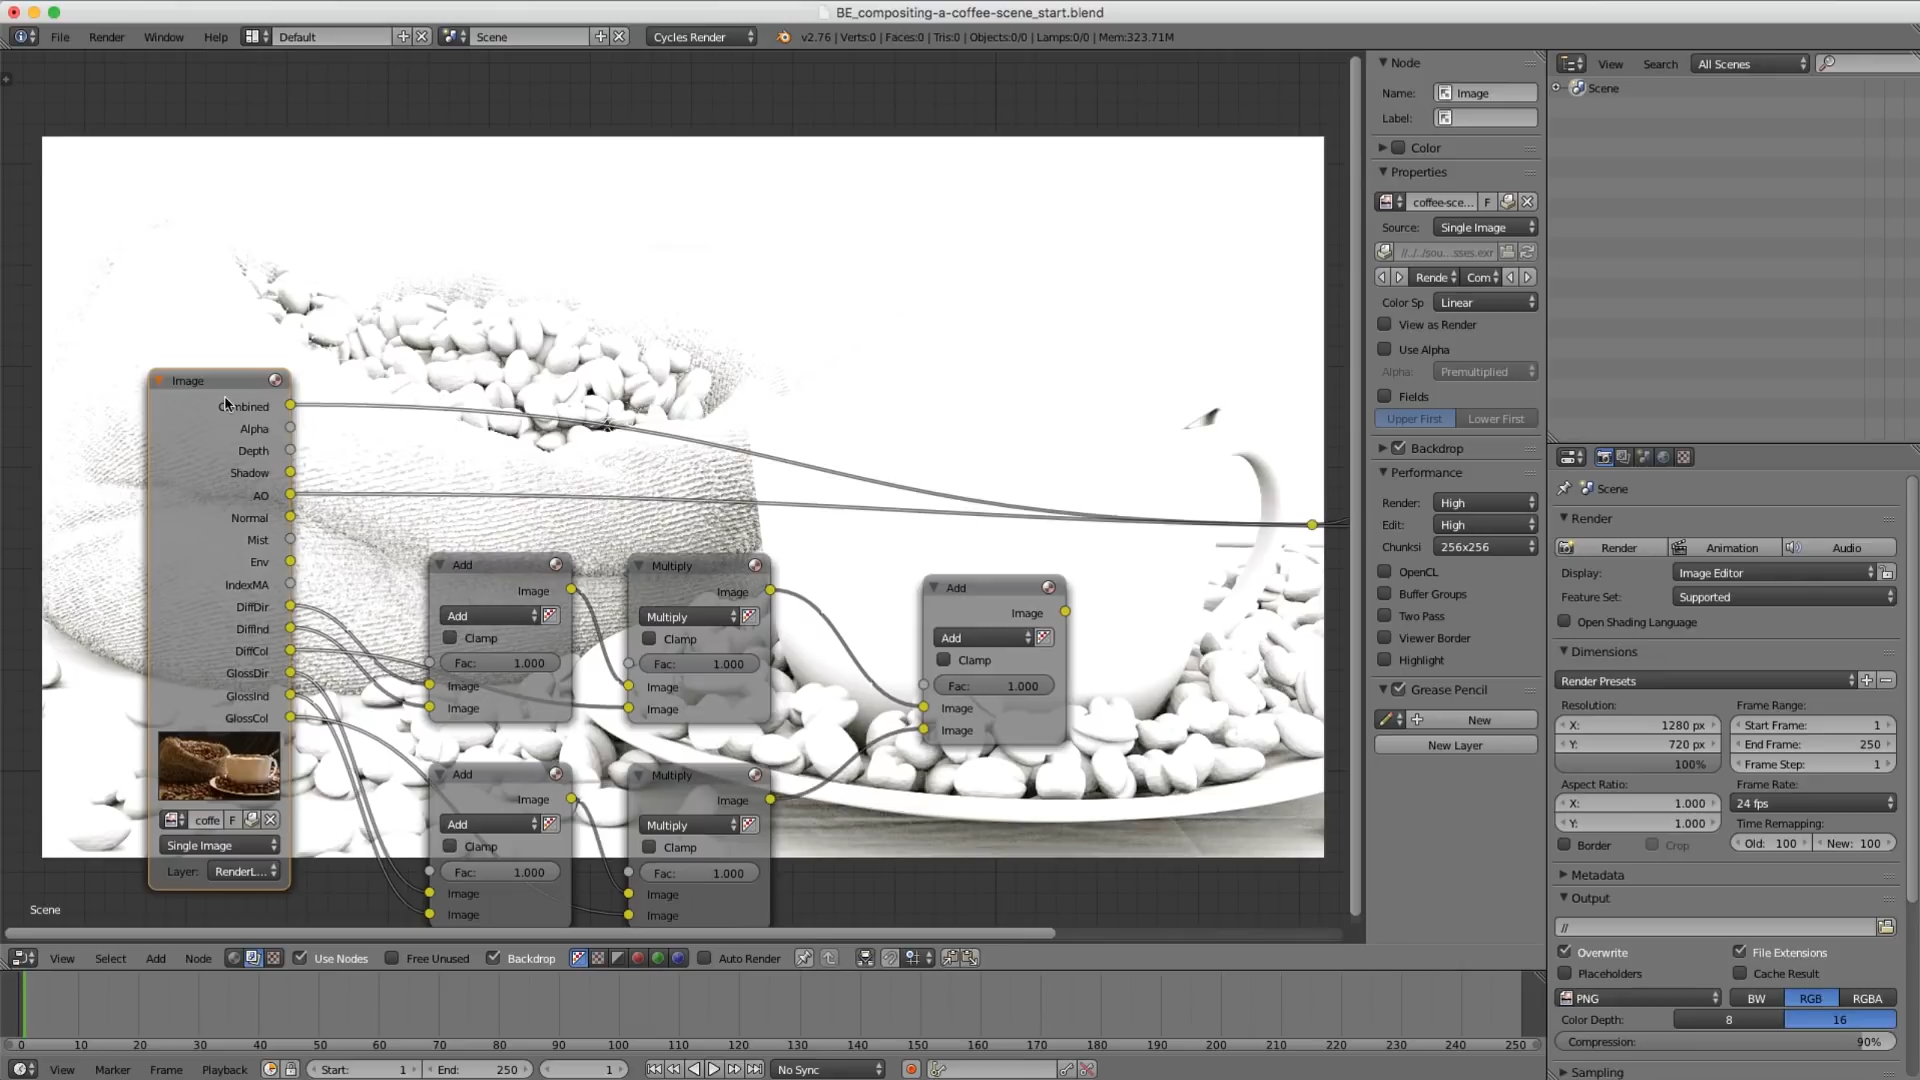 BE_compositing-a-coffee-scene_start.blend
File Render Window Help Default Scene Cycles Render v2.76 | Verts:0 | Faces:0 | Tris:0 | Objects:0/0 | Lamps:0/0 | Mem:323.71M
Image
Combined
Alpha
Depth
Shadow
AO
Normal
Mist
Env
IndexMA
DiffDir
DiffInd
DiffCol
GlossDir
GlossInd
GlossCol
coffe F
Single Image
Layer: RenderL...
Add
Image
Add
Clamp
Fac: 1.000
Image
Image
Multiply
Image
Multiply
Clamp
Fac: 1.000
Image
Image
Add
Image
Add
Clamp
Fac: 1.000
Image
Image
Add
Image
Add
Clamp
Fac: 1.000
Image
Image
Multiply
Image
Multiply
Clamp
Fac: 1.000
Image
Image
Scene
Node
Name: Image
Label:
Color
Properties
coffee-sce... F
Source: Single Image
//../../sou...sses.exr
Rende Com
Color Sp Linear
View as Render
Use Alpha
Alpha: Premultiplied
Fields
Upper First Lower First
Backdrop
Performance
Render: High
Edit: High
Chunksi 256x256
OpenCL
Buffer Groups
Two Pass
Viewer Border
Highlight
Grease Pencil
New
New Layer
View Search All Scenes
Scene
Scene
Render
Render Animation Audio
Display: Image Editor
Feature Set: Supported
Open Shading Language
Dimensions
Render Presets
Resolution: Frame Range:
X: 1280 px Start Frame: 1
Y: 720 px End Frame: 250
100% Frame Step: 1
Aspect Ratio: Frame Rate:
X: 1.000 24 fps
Y: 1.000 Time Remapping:
Border Crop Old: 100 New: 100
Metadata
Output
//
Overwrite File Extensions
Placeholders Cache Result
PNG BW RGB RGBA
Color Depth: 8 16
Compression: 90%
Sampling
View Select Add Node Use Nodes Free Unused Backdrop Auto Render
0 10 20 30 40 50 60 70 80 90 100 110 120 130 140 150 160 170 180 190 200 210 220 230 240 250
View Marker Frame Playback Start: 1 End: 250 1 No Sync